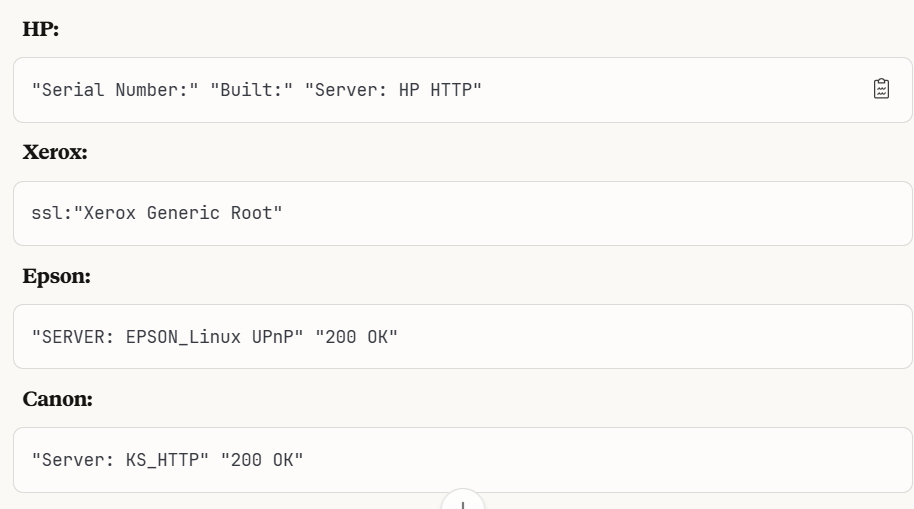 HP:
"Serial Number:" "Built:" "Server: HP HTTP"
Xerox:
ssl:"Xerox Generic Root"
Epson:
"SERVER: EPSON_Linux UPnP" "200 OK"
Canon:
"Server: KS_HTTP" "200 OK"